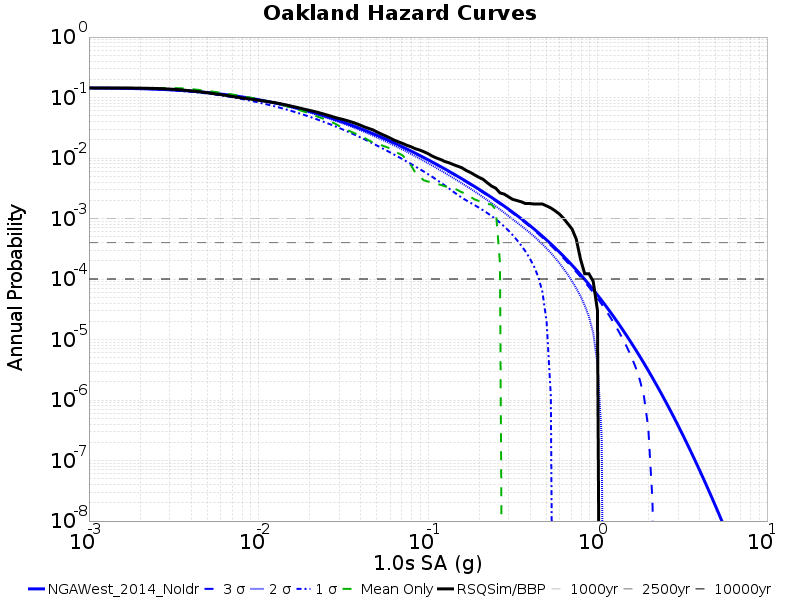 Oakland Hazard Curves
10^0
10^-1
10^-2
10^-3
10^-4
10^-5
10^-6
10^-7
10^-8
Annual Probability
10^-3 10^-2 10^-1 10^0 10^1
1.0s SA (g)
NGAWest_2014_NoIdr 3 σ 2 σ 1 σ Mean Only RSQSim/BBP 1000yr 2500yr 10000yr